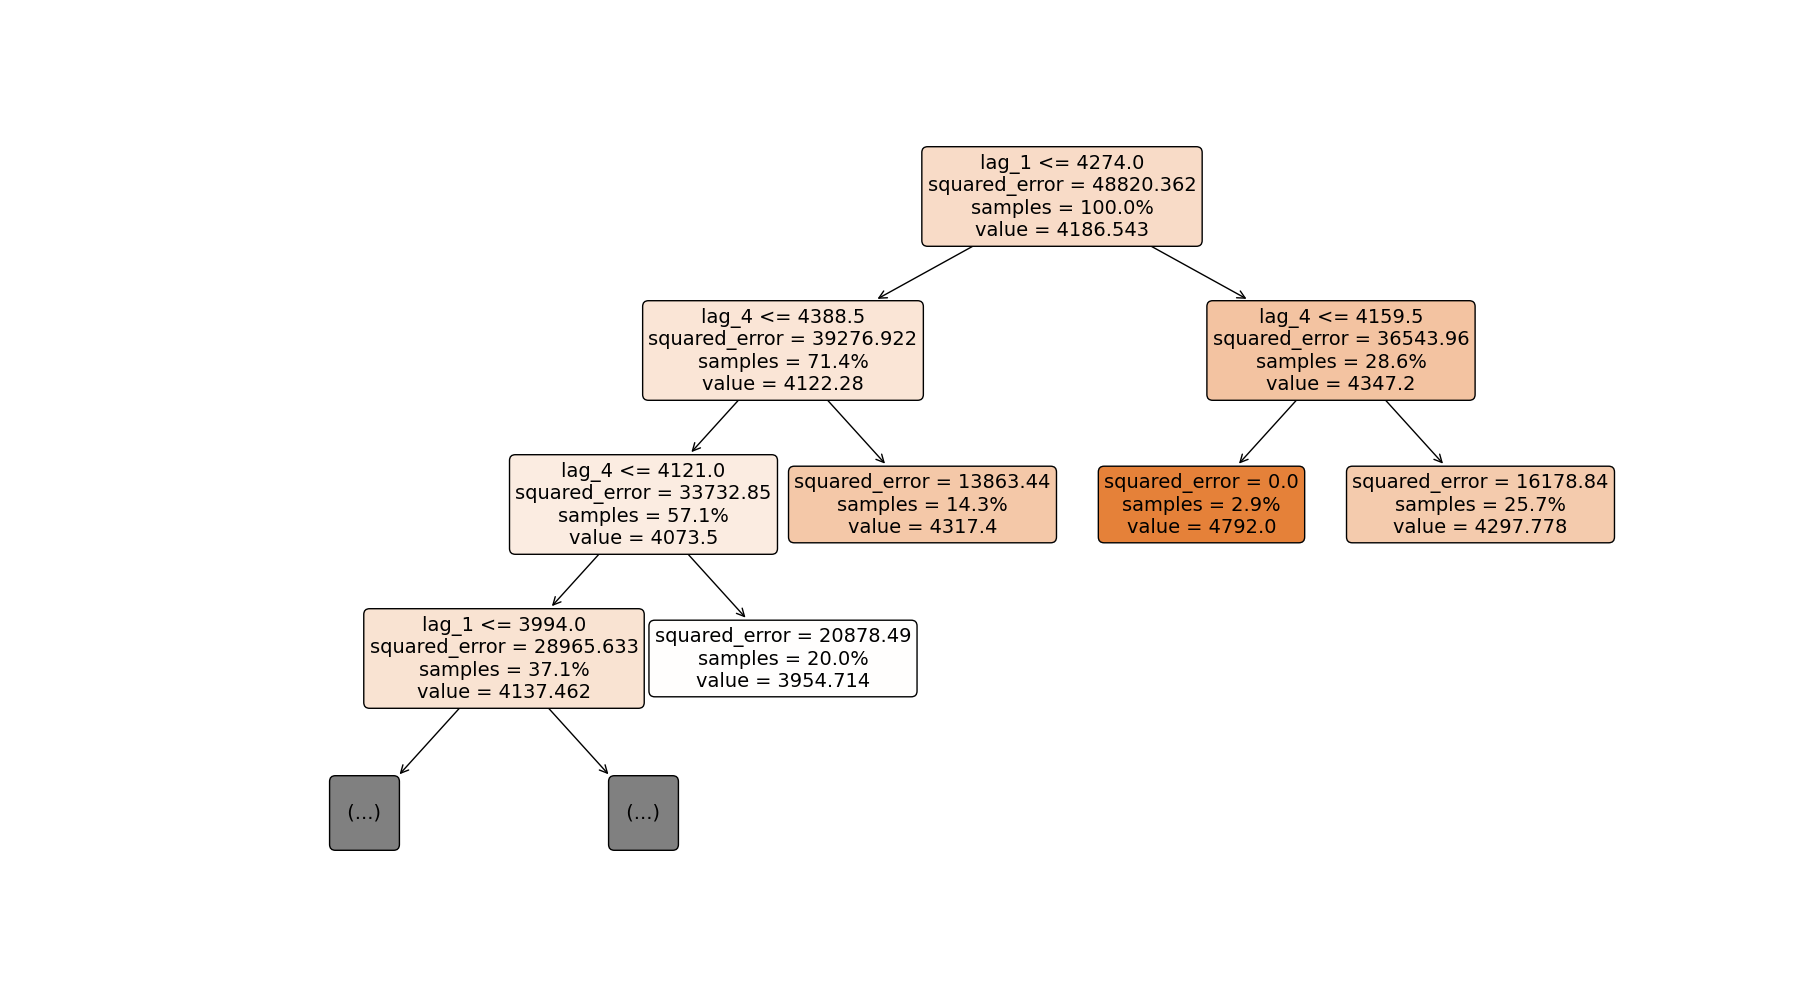 lag_1 <= 4274.0
squared_error = 48820.362
samples = 100.0%
value = 4186.543
lag_4 <= 4388.5
squared_error = 39276.922
samples = 71.4%
value = 4122.28
lag_4 <= 4159.5
squared_error = 36543.96
samples = 28.6%
value = 4347.2
lag_4 <= 4121.0
squared_error = 33732.85
samples = 57.1%
value = 4073.5
squared_error = 13863.44
samples = 14.3%
value = 4317.4
squared_error = 0.0
samples = 2.9%
value = 4792.0
squared_error = 16178.84
samples = 25.7%
value = 4297.778
lag_1 <= 3994.0
squared_error = 28965.633
samples = 37.1%
value = 4137.462
squared_error = 20878.49
samples = 20.0%
value = 3954.714
(...)
(...)